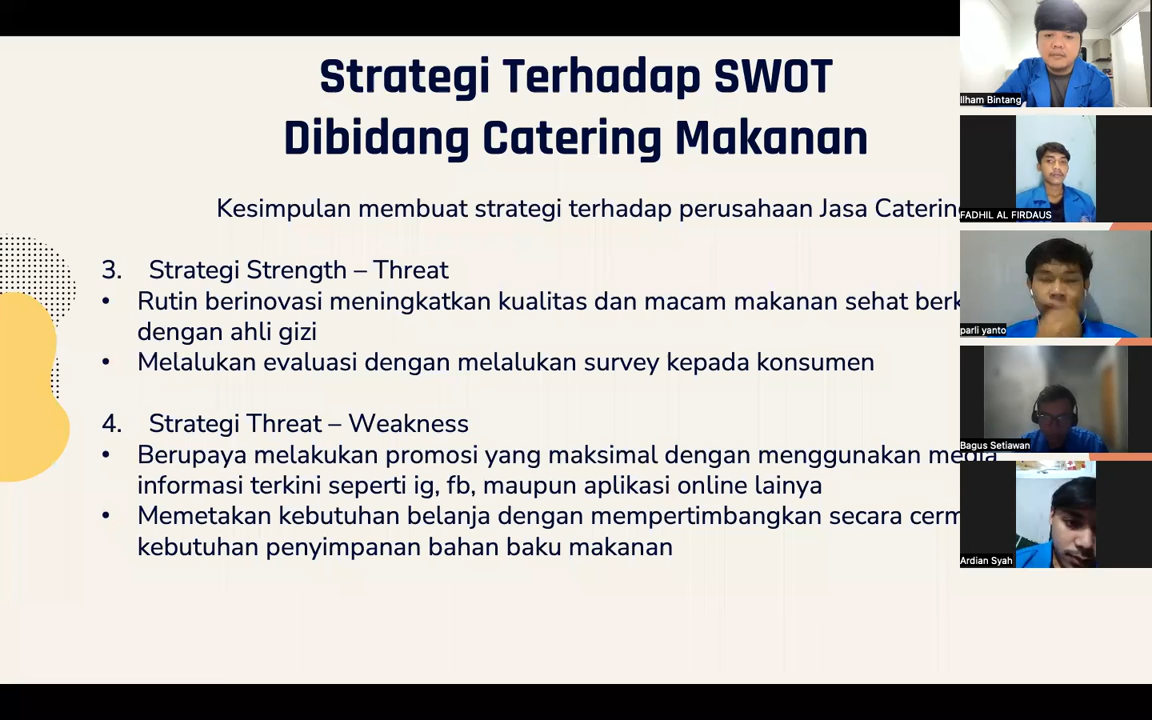 Strategi Terhadap SWOT
Dibidang Catering Makanan
Kesimpulan membuat strategi terhadap perusahaan Jasa
3. Strategi Strength – Threat
• Rutin berinovasi meningkatkan kualitas dan macam makanan sehat
dengan ahli gizi
• Melalukan evaluasi dengan melalukan survey kepada konsumen
4. Strategi Threat – Weakness
• Berupaya melakukan promosi yang maksimal dengan menggunakan media
informasi terkini seperti ig, fb, maupun aplikasi online lainya
• Memetakan kebutuhan belanja dengan mempertimbangkan secara
kebutuhan penyimpanan bahan baku makanan
Ilham Bintang
FADHIL AL FIRDAUS
parli yanto
Bagus Setiawan
Ardian Syah